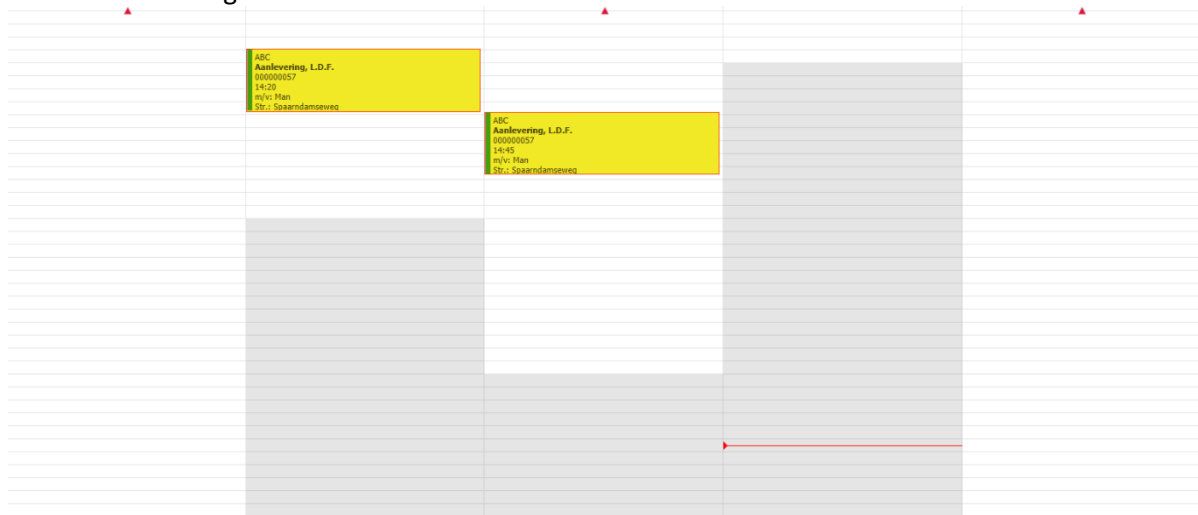 ABC
Aanlevering, L.D.F.
000000057
14:20
m/v: Man
Str.: Spaarndamseweg
ABC
Aanlevering, L.D.F.
000000057
14:45
m/v: Man
Str.: Spaarndamseweg